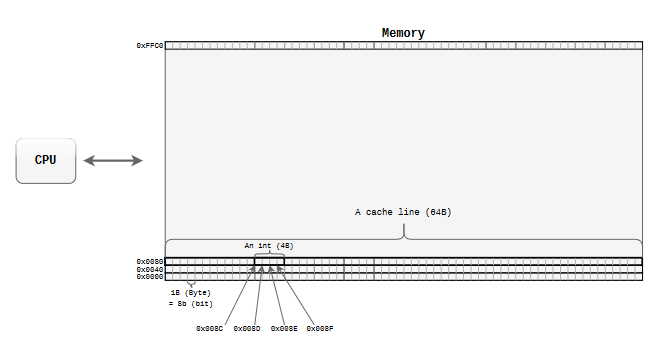 Memory
0xFFC0
CPU
A cache line (64B)
An int (4B)
0x0080
0x0040
0x0000
1B (Byte)
= 8b (bit)
0x008C 0x008D 0x008E 0x008F